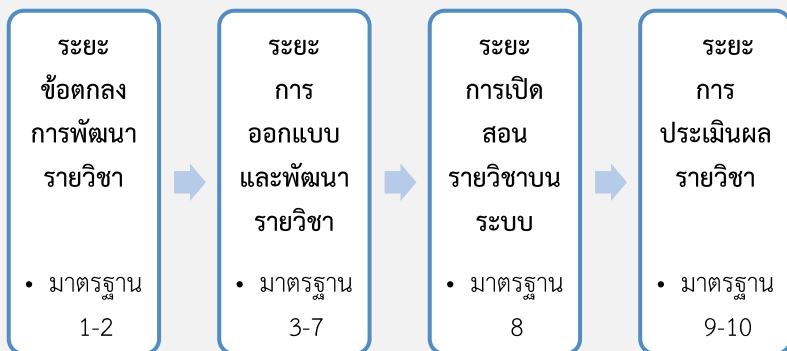 ระยะ
ข้อตกลง
การพัฒนา
รายวิชา
• มาตรฐาน
1-2
ระยะ
การ
ออกแบบ
และพัฒนา
รายวิชา
• มาตรฐาน
3-7
ระยะ
การเปิด
สอน
รายวิชาบน
ระบบ
• มาตรฐาน
8
ระยะ
การ
ประเมินผล
รายวิชา
• มาตรฐาน
9-10